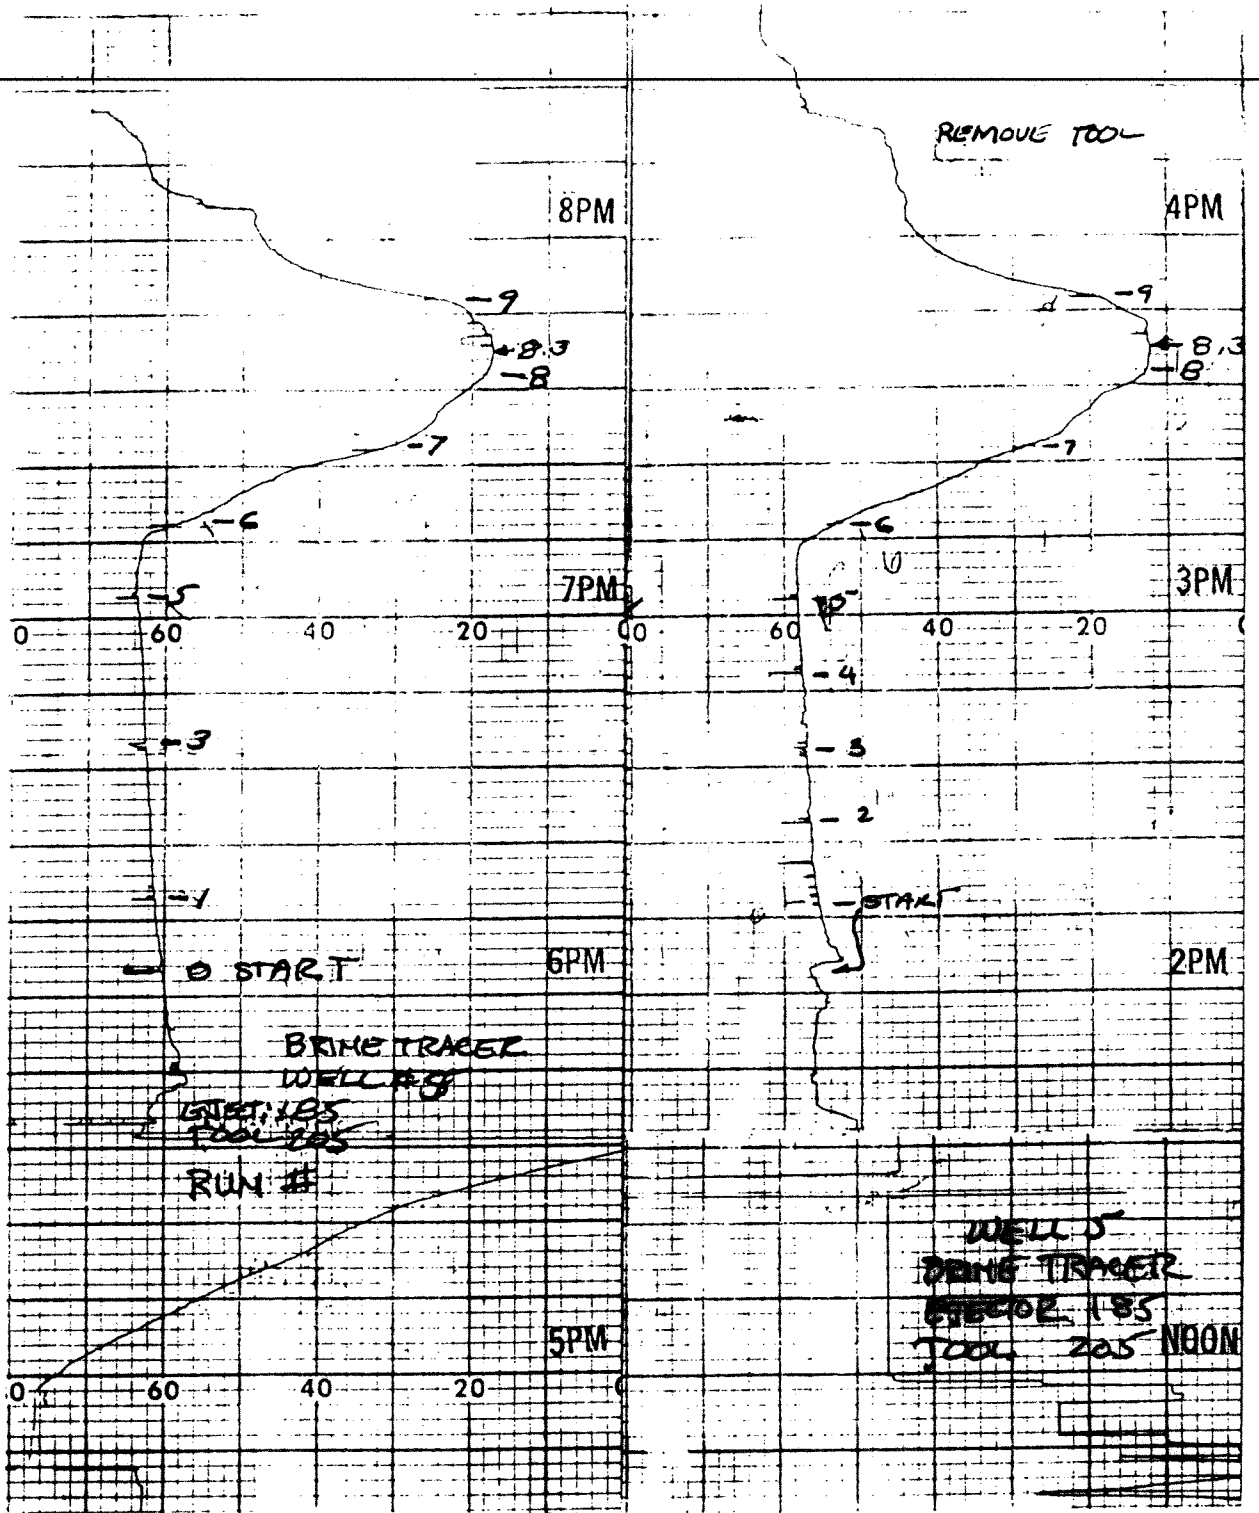 REMOVE TOOL
8PM
4PM
-9
-9
8.3
8.3
-8
-8
-7
-7
-6
-6
7PM
3PM
-5
0 60 40 20 0
60 40 20
-4
-3
-3
-2
-1
-START
6PM
2PM
0 START
BRINE TRACER
WELL #
EJECT: 185
TOOL 205
RUN #
WELL 5
BRINE TRACER
EJECTOR 185
TOOL 205
5PM
NOON
0 60 40 20 0